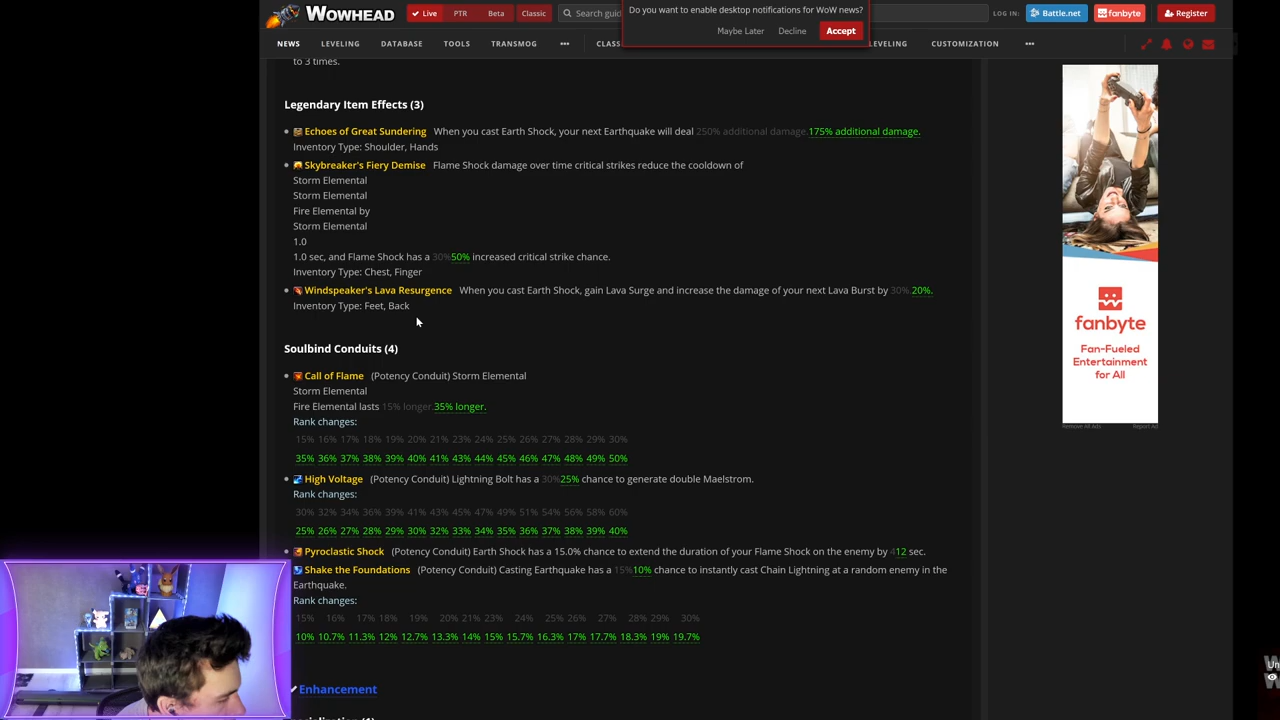 Do you want to enable desktop notifications for WoW news?
Maybe Later Decline Accept
WOWHEAD Live PTR Beta Classic Search guid LOG IN: Battle.net fanbyte Register
NEWS LEVELING DATABASE TOOLS TRANSMOG ••• CLASS LEVELING CUSTOMIZATION •••
to 3 times.
Legendary Item Effects (3)
Echoes of Great Sundering When you cast Earth Shock, your next Earthquake will deal 250% additional damage.175% additional damage.
Inventory Type: Shoulder, Hands
Skybreaker's Fiery Demise Flame Shock damage over time critical strikes reduce the cooldown of
Storm Elemental
Storm Elemental
Fire Elemental by
Storm Elemental
1.0
1.0 sec, and Flame Shock has a 30%50% increased critical strike chance.
Inventory Type: Chest, Finger
Windspeaker's Lava Resurgence When you cast Earth Shock, gain Lava Surge and increase the damage of your next Lava Burst by 30%.20%.
Inventory Type: Feet, Back
Soulbind Conduits (4)
Call of Flame (Potency Conduit) Storm Elemental
Storm Elemental
Fire Elemental lasts 15% longer.35% longer.
Rank changes:
15% 16% 17% 18% 19% 20% 21% 23% 24% 25% 26% 27% 28% 29% 30%
35% 36% 37% 38% 39% 40% 41% 43% 44% 45% 46% 47% 48% 49% 50%
High Voltage (Potency Conduit) Lightning Bolt has a 30%25% chance to generate double Maelstrom.
Rank changes:
30% 32% 34% 36% 39% 41% 43% 45% 47% 49% 51% 54% 56% 58% 60%
25% 26% 27% 28% 29% 30% 32% 33% 34% 35% 36% 37% 38% 39% 40%
Pyroclastic Shock (Potency Conduit) Earth Shock has a 15.0% chance to extend the duration of your Flame Shock on the enemy by 412 sec.
Shake the Foundations (Potency Conduit) Casting Earthquake has a 15%10% chance to instantly cast Chain Lightning at a random enemy in the
Earthquake.
Rank changes:
15% 16% 17% 18% 19% 20% 21% 23% 24% 25% 26% 27% 28% 29% 30%
10% 10.7% 11.3% 12% 12.7% 13.3% 14% 15% 15.7% 16.3% 17% 17.7% 18.3% 19% 19.7%
Enhancement
fanbyte
Fan-Fueled
Entertainment
for All
Remove All Ads Report Ad